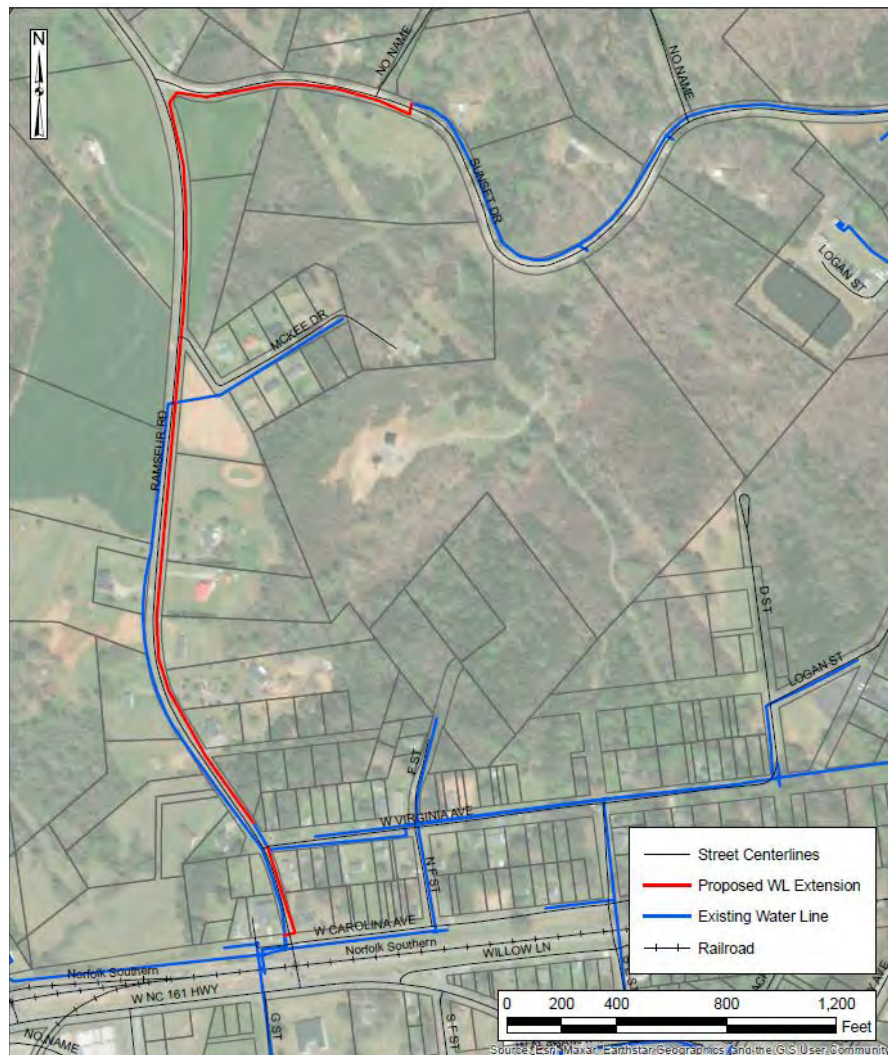 N
NO NAME
NO NAME
SUNSET DR
LOGAN ST
MCKEE DR
RAMSEUR RD
D ST
LOGAN ST
F ST
W VIRGINIA AVE
N F ST
W CAROLINA AVE
Norfolk Southern
Norfolk Southern
WILLOW LN
W NC 161 HWY
G ST
S F ST
NO NAME
Street Centerlines
Proposed WL Extension
Existing Water Line
Railroad
0 200 400 800 1,200
Feet
Source: Esri, Maxar, Earthstar Geographics, and the GIS User Community